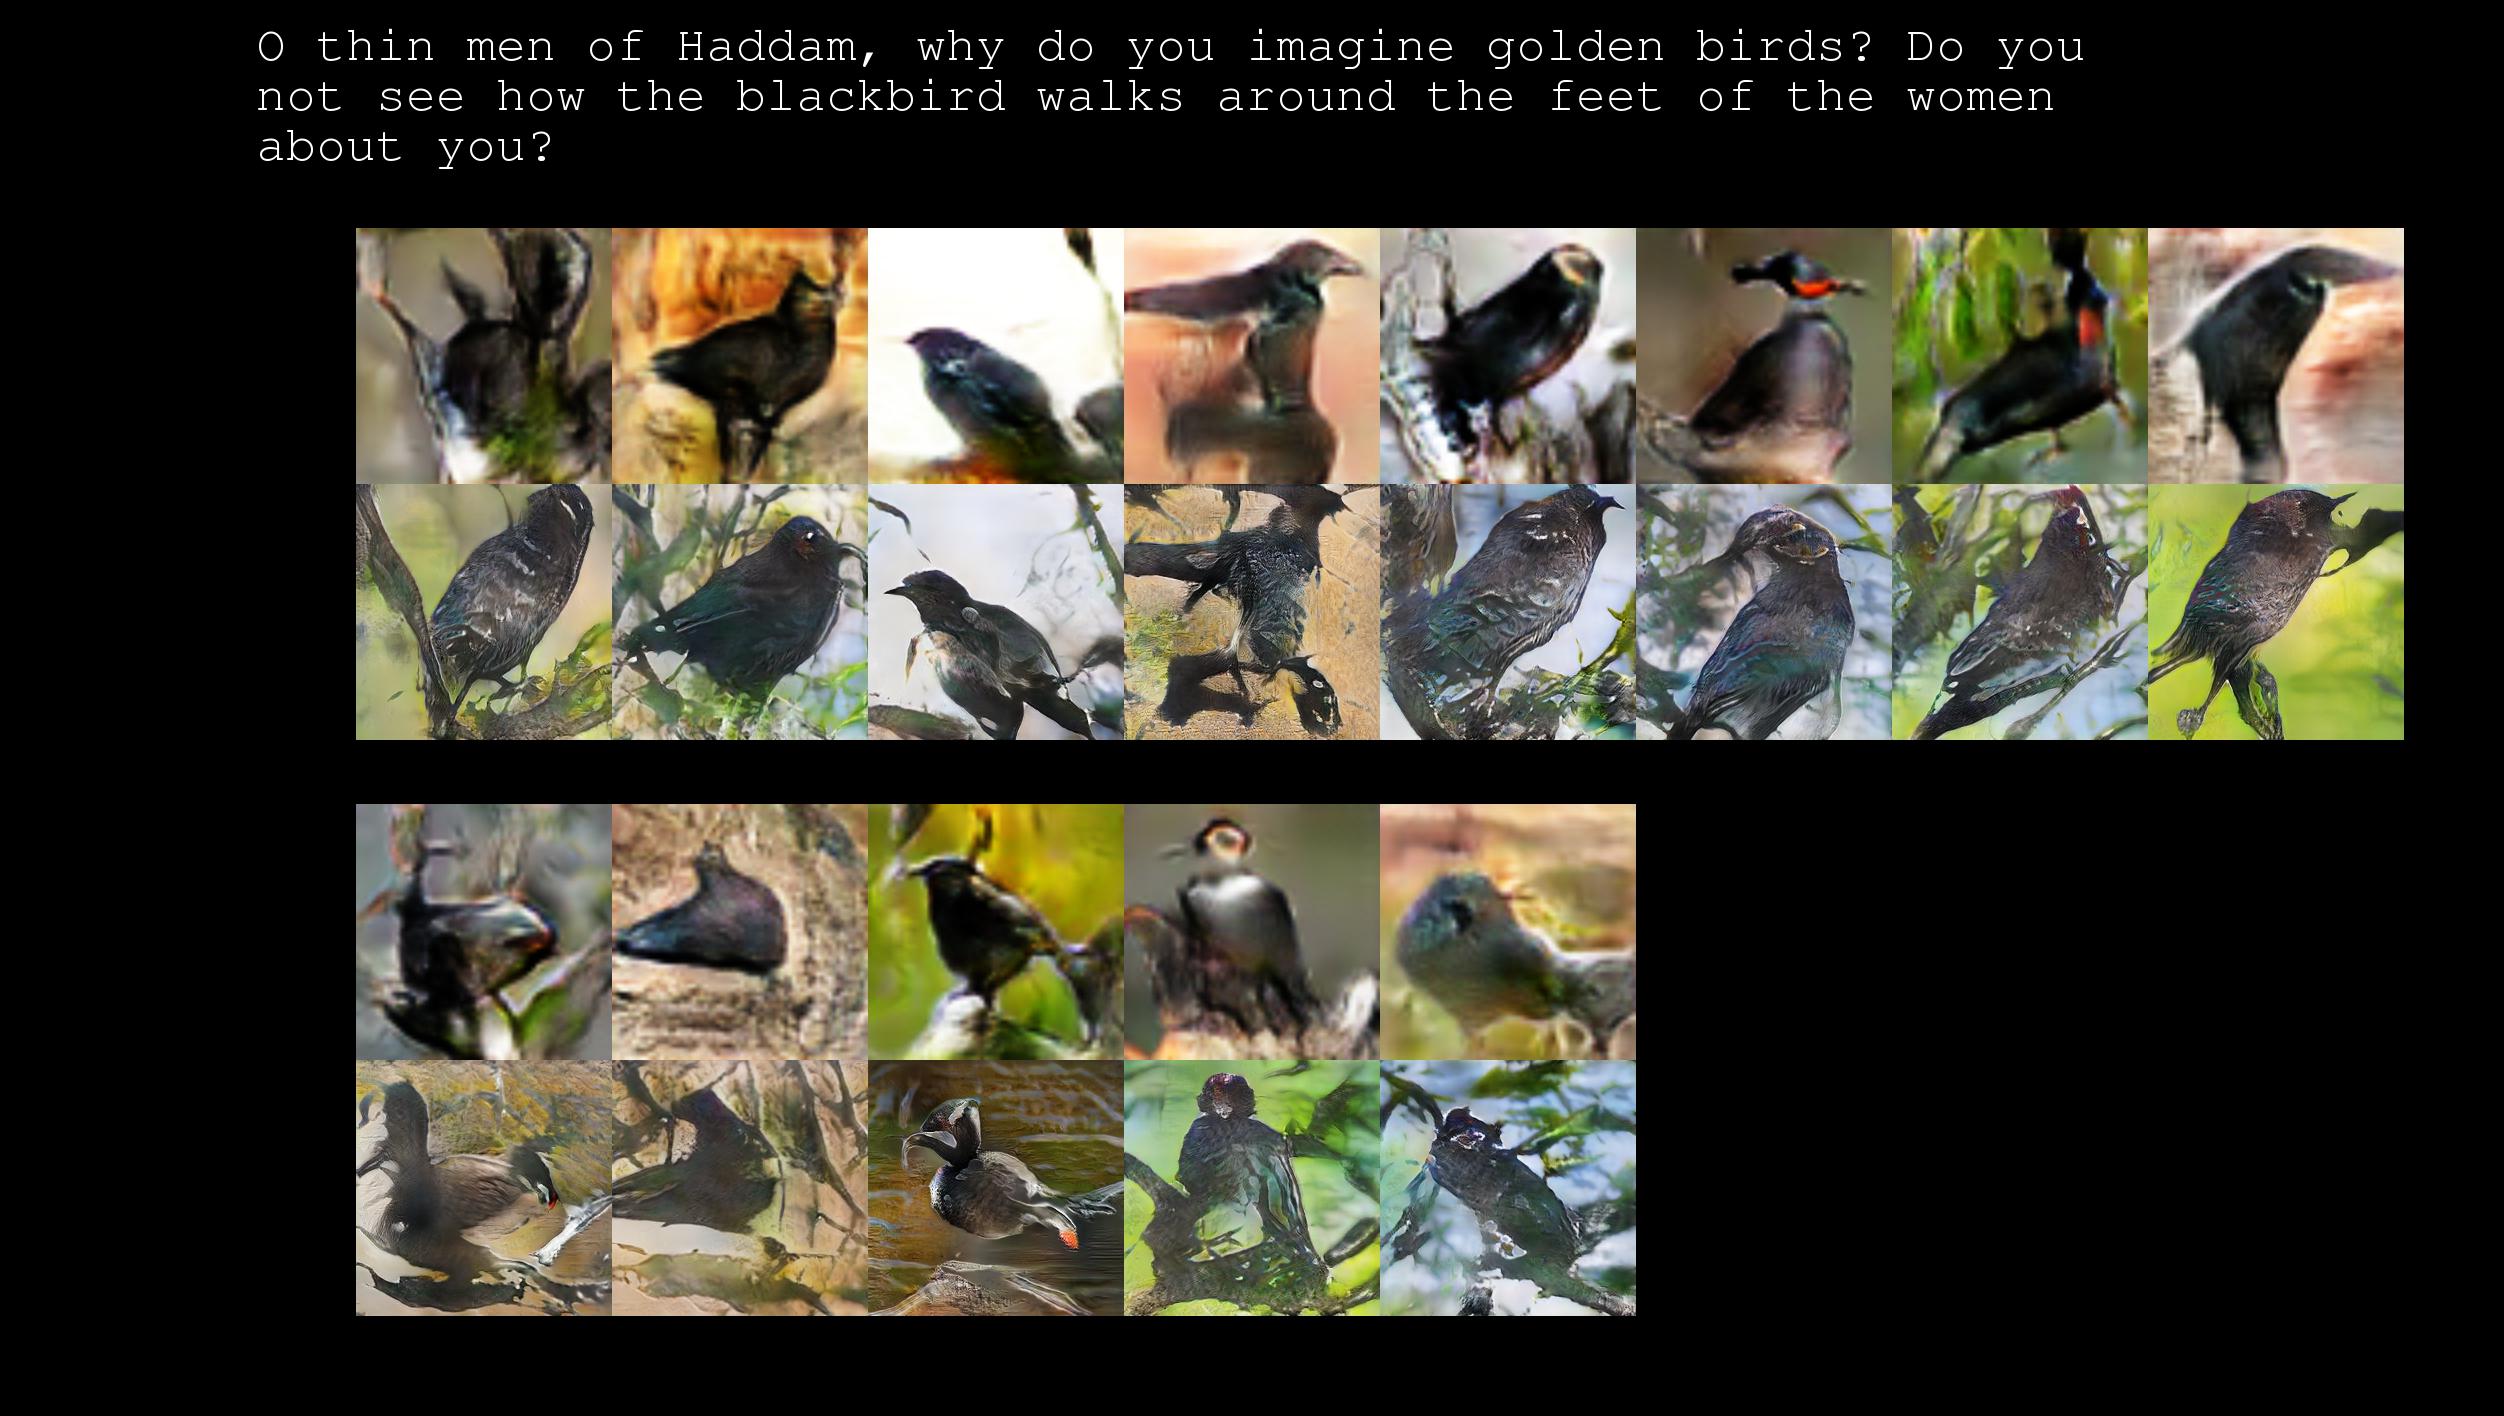 O thin men of Haddam, why do you imagine golden birds? Do you
not see how the blackbird walks around the feet of the women
about you?